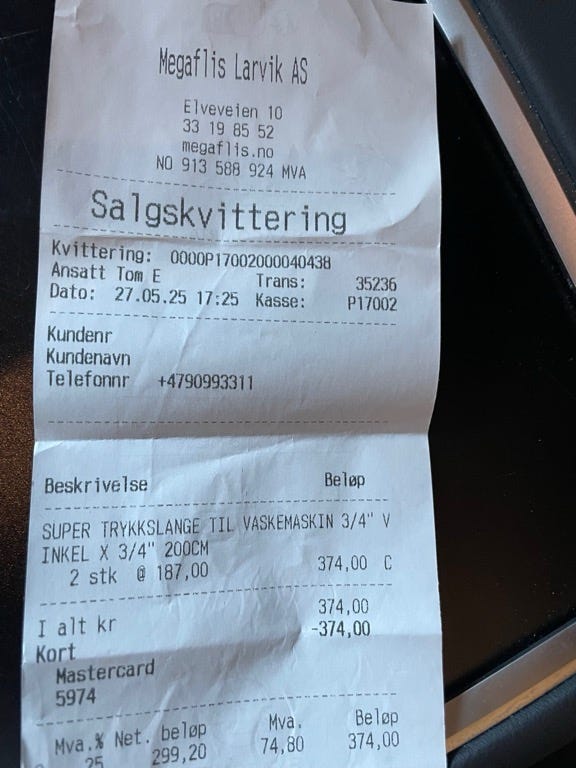 Megaflis Larvik AS
Elveveien 10
33 19 85 52
megaflis.no
NO 913 588 924 MVA
Salgskvittering
Kvittering: 0000P17002000040438
Ansatt Tom E Trans: 35236
Dato: 27.05.25 17:25 Kasse: P17002
Kundenr
Kundenavn
Telefonnr +4790993311
Beskrivelse Beløp
SUPER TRYKKSLANGE TIL VASKEMASKIN 3/4" V
INKEL X 3/4" 200CM
2 stk @ 187,00 374,00 C
I alt kr 374,00
Kort -374,00
Mastercard
5974
Mva.% Net. beløp Mva. Beløp
25 299,20 74,80 374,00